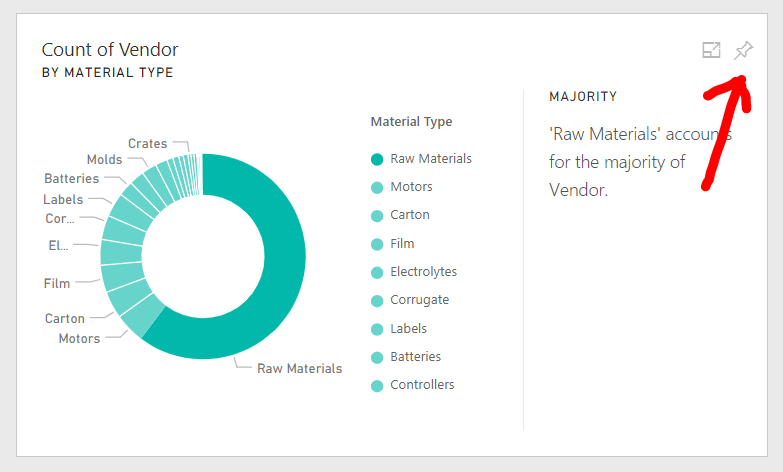 Count of Vendor
BY MATERIAL TYPE
Crates
Molds
Batteries
Labels
Cor...
El...
Film
Carton
Motors
Raw Materials
Material Type
Raw Materials
Motors
Carton
Film
Electrolytes
Corrugate
Labels
Batteries
Controllers
MAJORITY
'Raw Materials' accounts
for the majority of
Vendor.